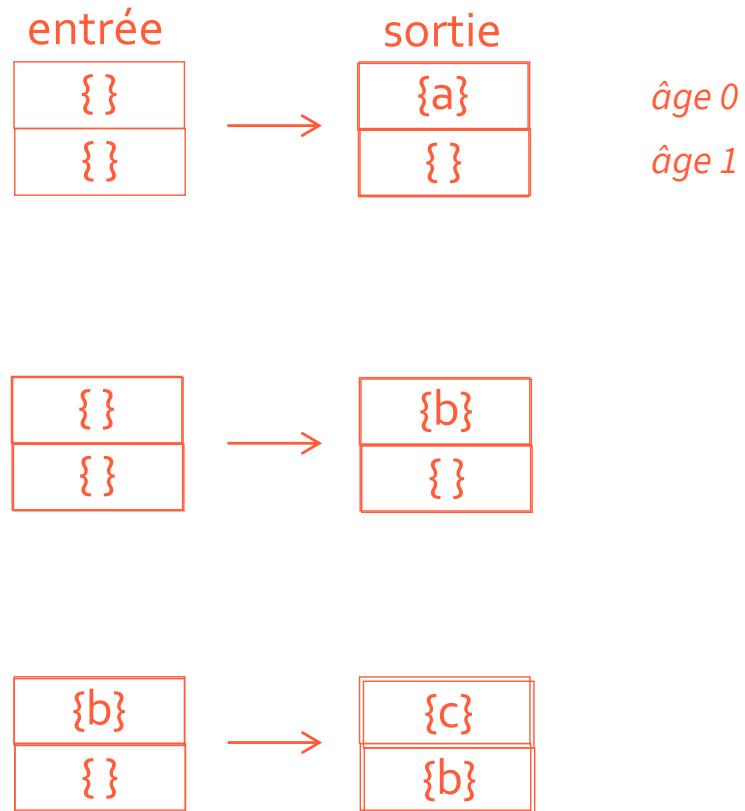 entrée sortie
{ } {a} âge 0
{ } { } âge 1
{ } {b}
{ } { }
{b} {c}
{ } {b}